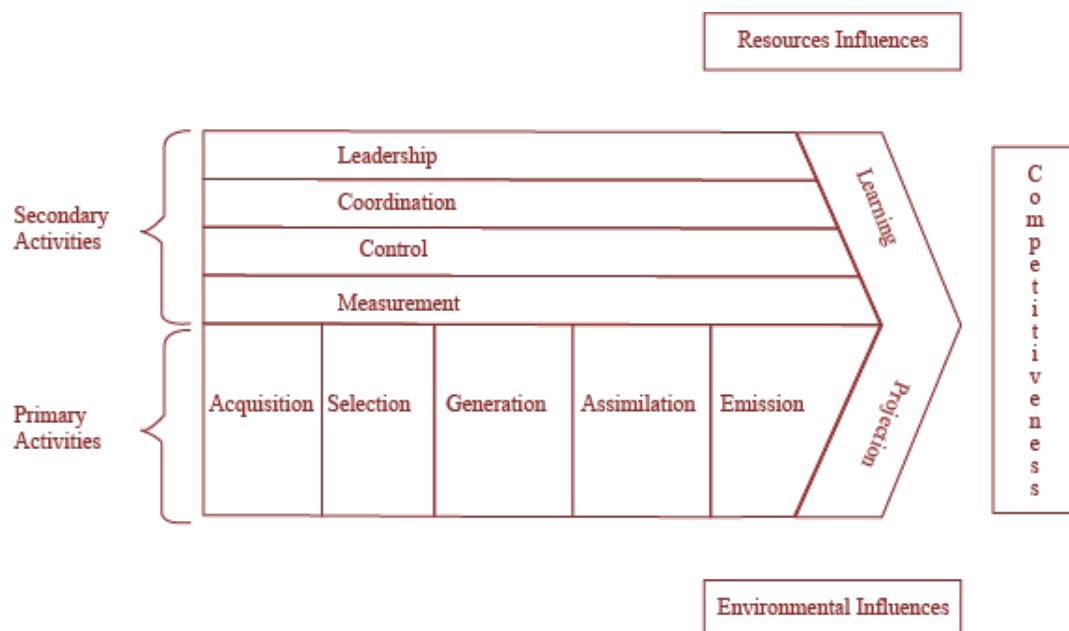 Resources Influences
Secondary
Activities
Leadership
Coordination
Control
Measurement
Learning
Competitiveness
Primary
Activities
Acquisition
Selection
Generation
Assimilation
Emission
Projection
Environmental Influences